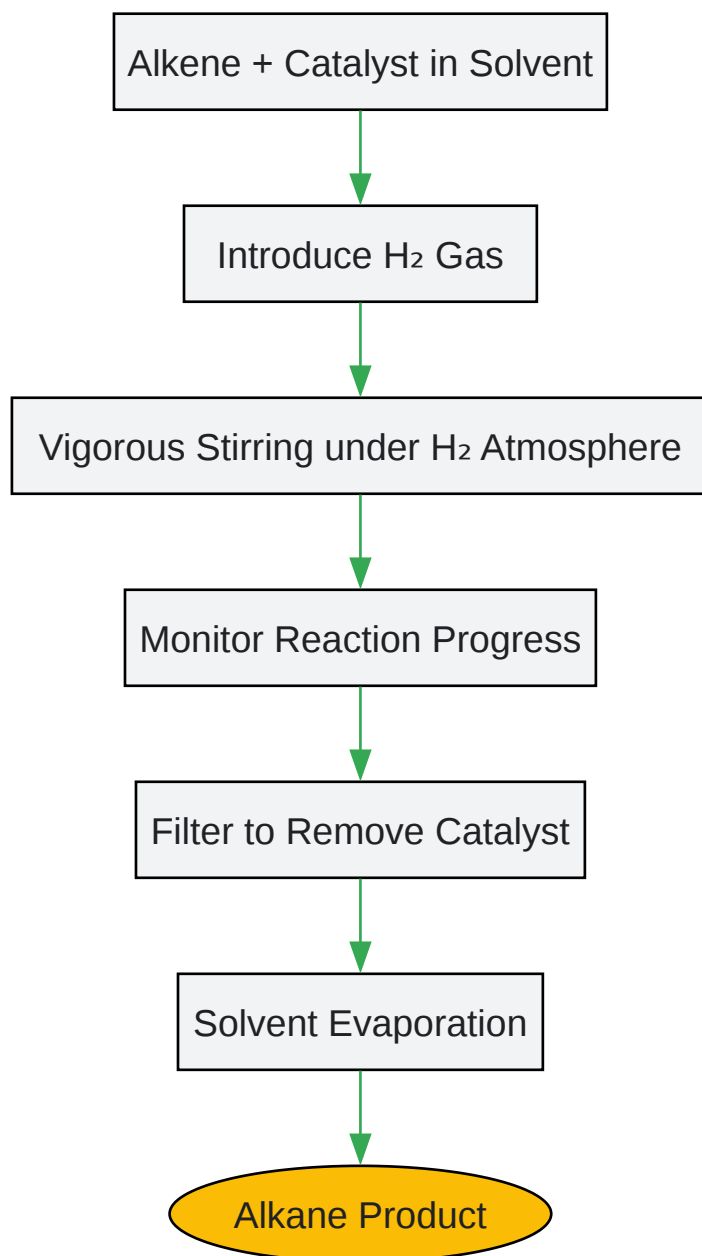 Alkene + Catalyst in Solvent
Introduce H₂ Gas
Vigorous Stirring under H₂ Atmosphere
Monitor Reaction Progress
Filter to Remove Catalyst
Solvent Evaporation
Alkane Product